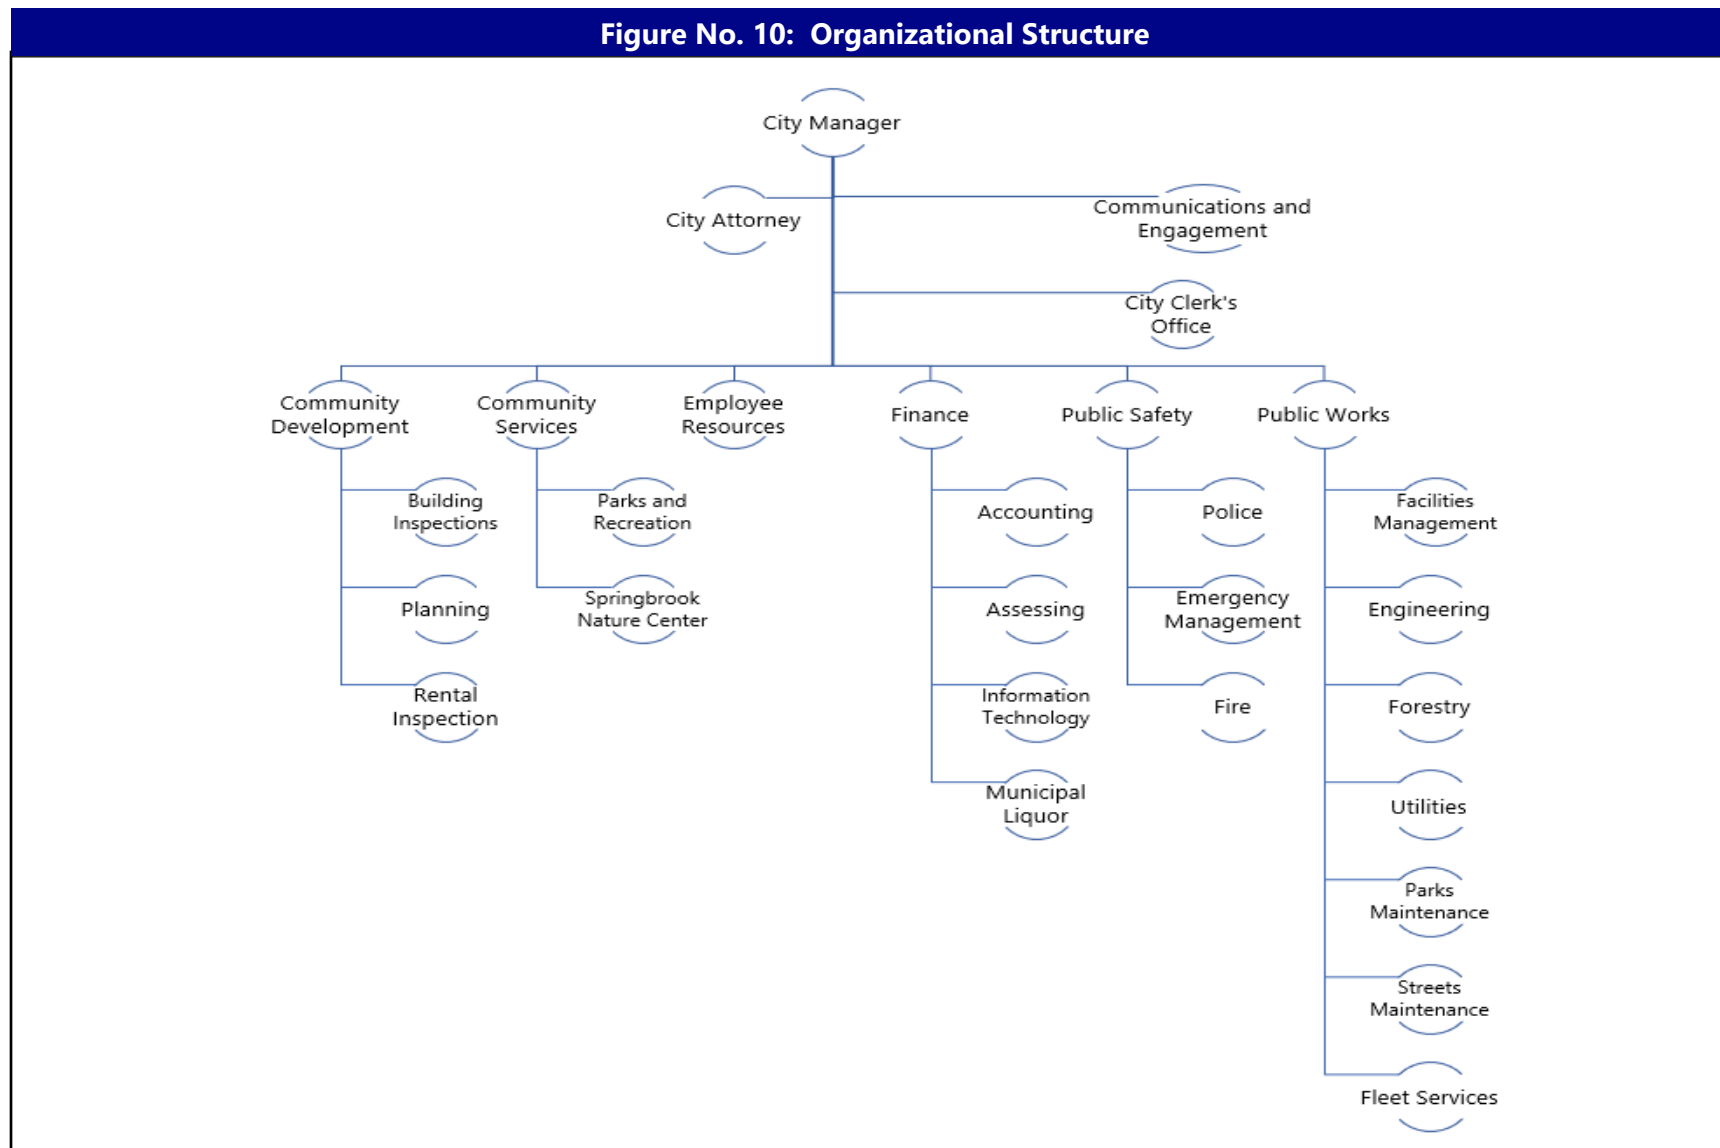 Figure No. 10:  Organizational Structure
City Manager
City Attorney
Communications and
Engagement
City Clerk's
Office
Community
Development
Community
Services
Employee
Resources
Finance
Public Safety
Public Works
Building
Inspections
Planning
Rental
Inspection
Parks and
Recreation
Springbrook
Nature Center
Accounting
Assessing
Information
Technology
Municipal
Liquor
Police
Emergency
Management
Fire
Facilities
Management
Engineering
Forestry
Utilities
Parks
Maintenance
Streets
Maintenance
Fleet Services